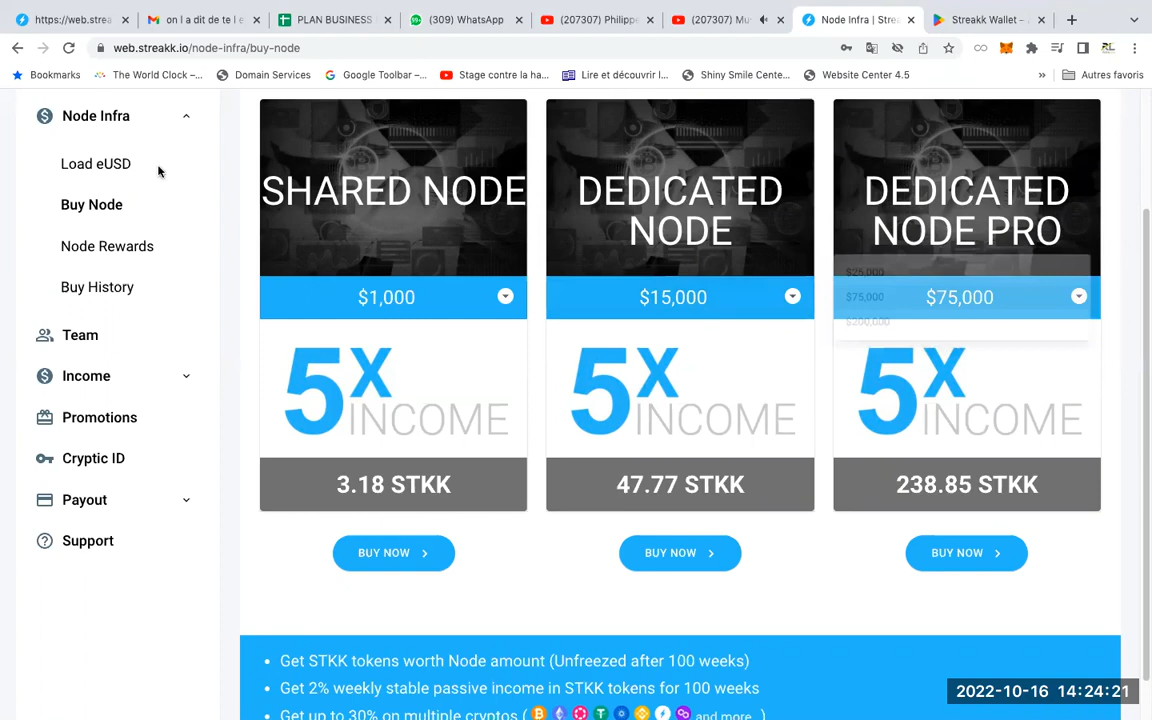 https://web.strea
on l a dit de te l e
PLAN BUSINESS
(309) WhatsApp
(207307) Philippe
(207307) Mu
Node Infra | Strea
Streakk Wallet –
web.streakk.io/node-infra/buy-node
Bookmarks
The World Clock –...
Domain Services
Google Toolbar –...
Stage contre la ha...
Lire et découvrir l...
Shiny Smile Cente...
Website Center 4.5
»
Autres favoris
Node Infra
Load eUSD
Buy Node
Node Rewards
Buy History
Team
Income
Promotions
Cryptic ID
Payout
Support
SHARED NODE
$1,000
5X INCOME
3.18 STKK
BUY NOW
DEDICATED
NODE
$15,000
5X INCOME
47.77 STKK
BUY NOW
DEDICATED
NODE PRO
$25,000
$75,000
$200,000
$75,000
5X INCOME
238.85 STKK
BUY NOW
• Get STKK tokens worth Node amount (Unfreezed after 100 weeks)
• Get 2% weekly stable passive income in STKK tokens for 100 weeks
• Get up to 30% on multiple cryptos ( and more. )
2022-10-16 14:24:21